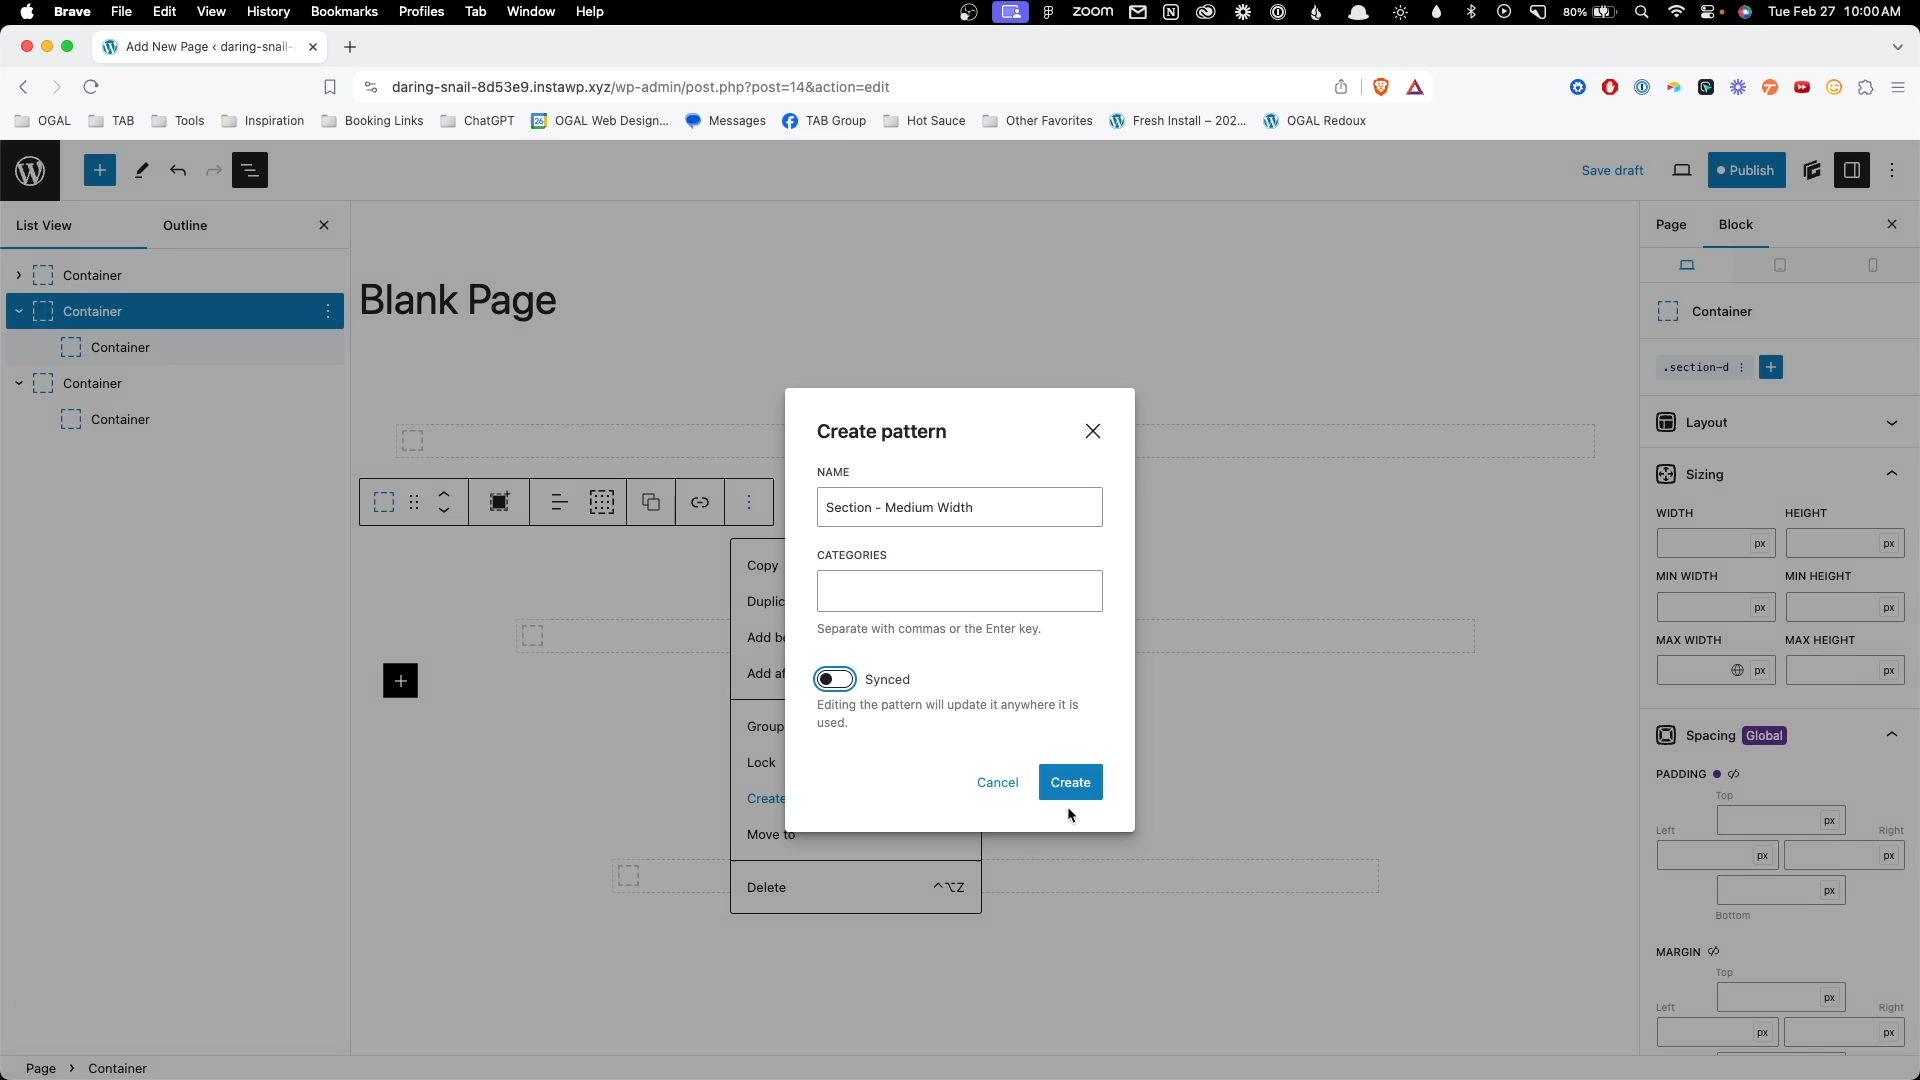 Brave File Edit View History Bookmarks Profiles Tab Window Help zoom 80% Tue Feb 27 10:00 AM
Add New Page ‹ daring-snail-
daring-snail-8d53e9.instawp.xyz/wp-admin/post.php?post=14&action=edit
OGAL TAB Tools Inspiration Booking Links ChatGPT 26 OGAL Web Design... Messages TAB Group Hot Sauce Other Favorites Fresh Install – 202... OGAL Redoux
Save draft Publish
List View Outline
Container
Container
Container
Container
Container
Blank Page
Copy
Duplic
Add be
Add af
Group
Lock
Create
Move to
Delete ^⌥Z
Create pattern
NAME
Section - Medium Width
CATEGORIES
Separate with commas or the Enter key.
Synced
Editing the pattern will update it anywhere it is
used.
Cancel Create
Page Block
Container
.section-d
Layout
Sizing
WIDTH HEIGHT
px px
MIN WIDTH MIN HEIGHT
px px
MAX WIDTH MAX HEIGHT
px px
Spacing Global
PADDING
Top
px
Left Right
px px
px
Bottom
MARGIN
Top
px
Left Right
px px
Page › Container